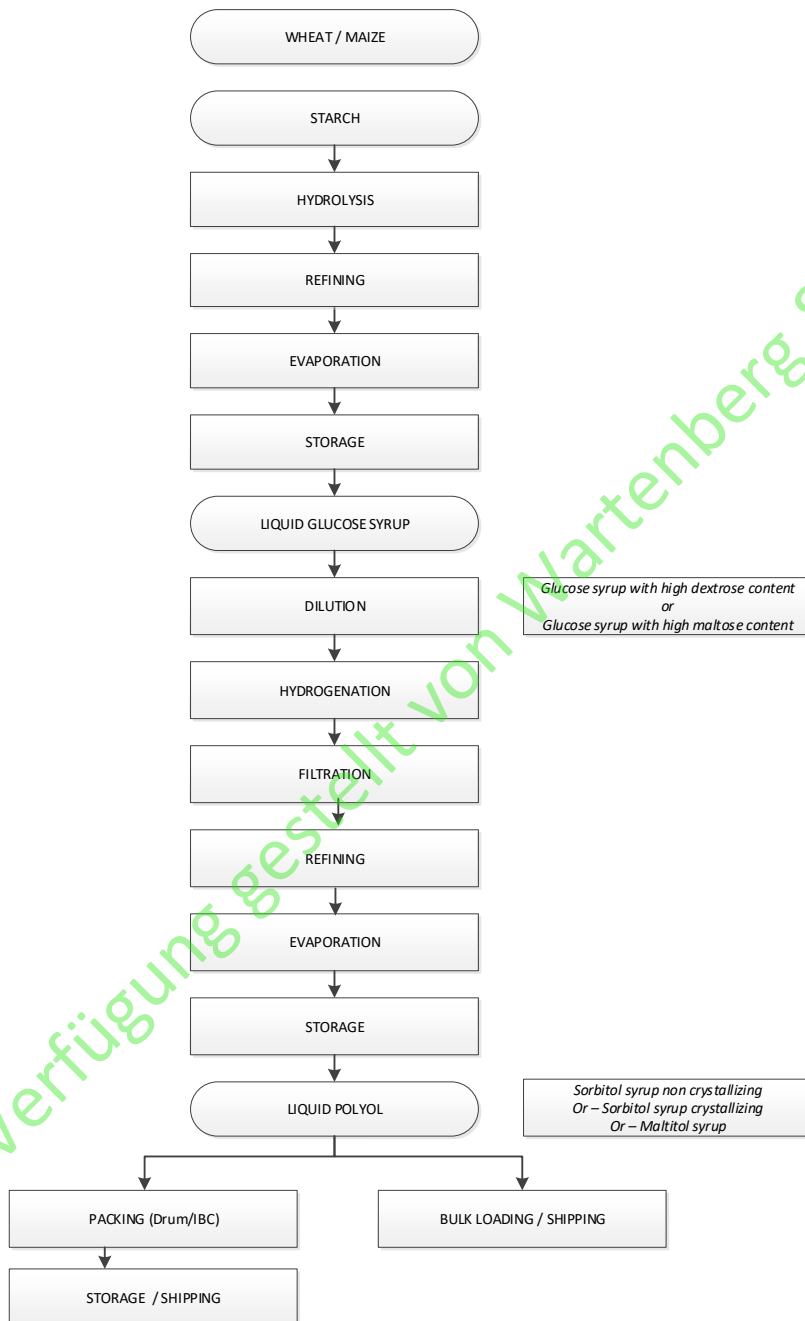 WHEAT / MAIZE
STARCH
HYDROLYSIS
REFINING
EVAPORATION
STORAGE
LIQUID GLUCOSE SYRUP
DILUTION
Glucose syrup with high dextrose content
or
Glucose syrup with high maltose content
HYDROGENATION
FILTRATION
REFINING
EVAPORATION
STORAGE
LIQUID POLYOL
Sorbitol syrup non crystallizing
Or – Sorbitol syrup crystallizing
Or – Maltitol syrup
PACKING (Drum/IBC)
BULK LOADING / SHIPPING
STORAGE / SHIPPING
Verfügung gestellt von Wartenberg